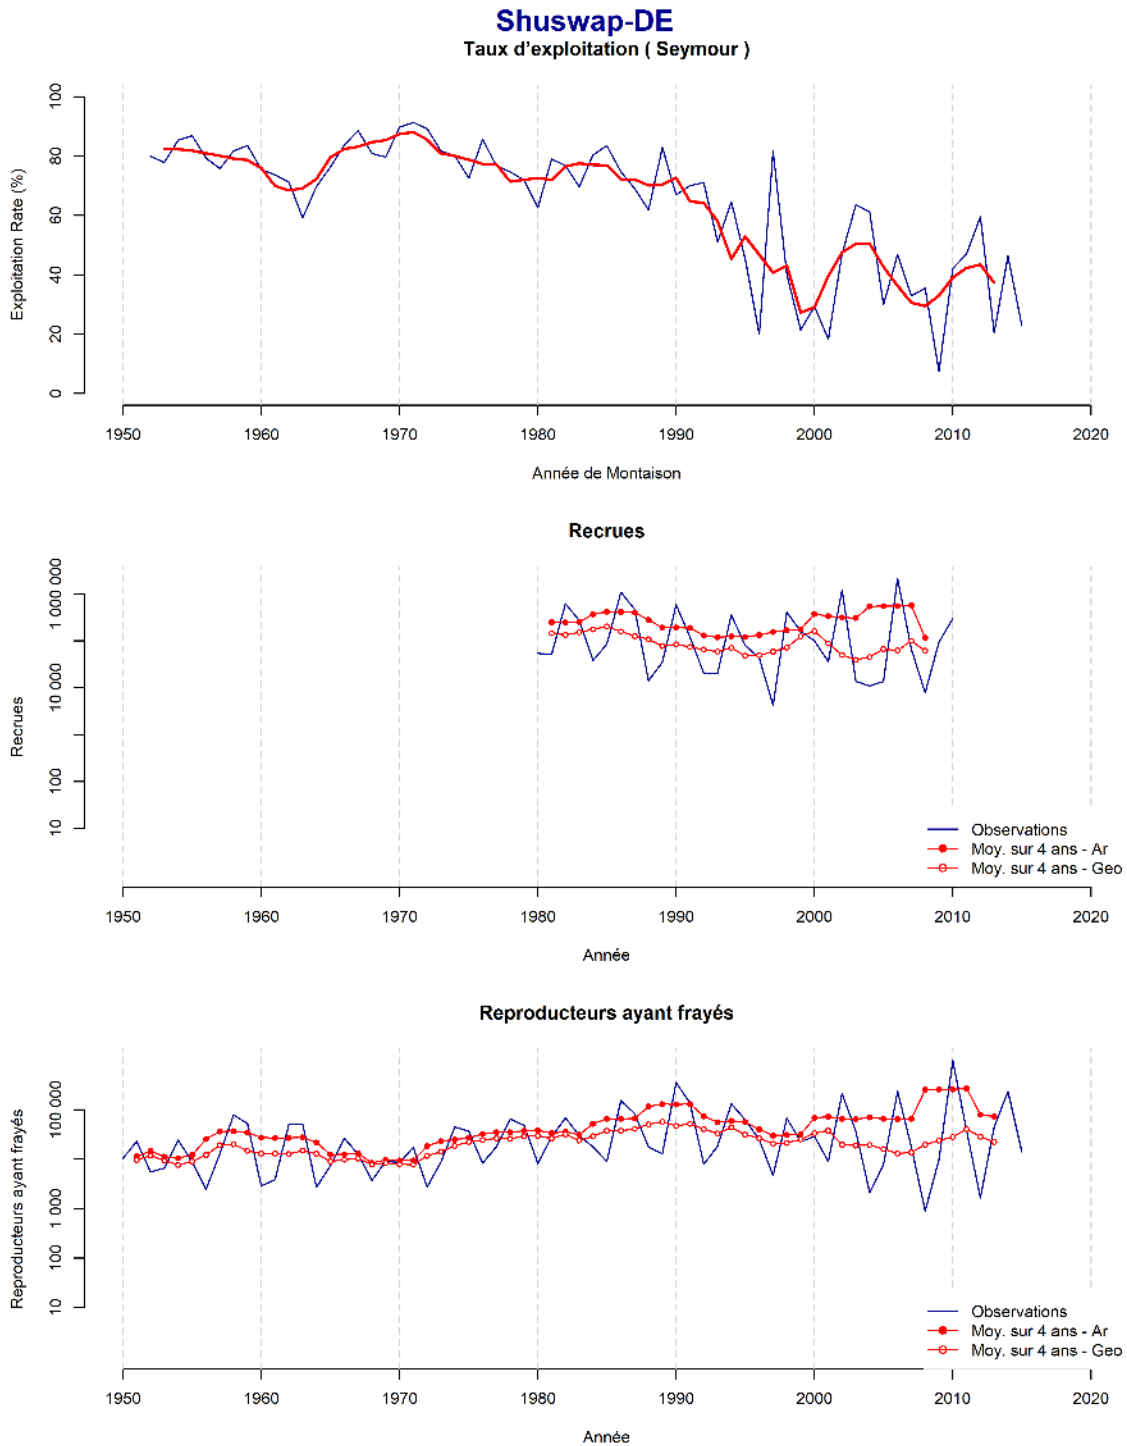 Shuswap-DE
Taux d'exploitation ( Seymour )
Exploitation Rate (%)
100
80
60
40
20
0
1950 1960 1970 1980 1990 2000 2010 2020
Année de Montaison
Recrues
Recrues
1 000 000
10 000
100
10
Observations
Moy. sur 4 ans - Ar
Moy. sur 4 ans - Geo
1950 1960 1970 1980 1990 2000 2010 2020
Année
Reproducteurs ayant frayés
Reproducteurs ayant frayés
100 000
1 000
100
10
Observations
Moy. sur 4 ans - Ar
Moy. sur 4 ans - Geo
1950 1960 1970 1980 1990 2000 2010 2020
Année